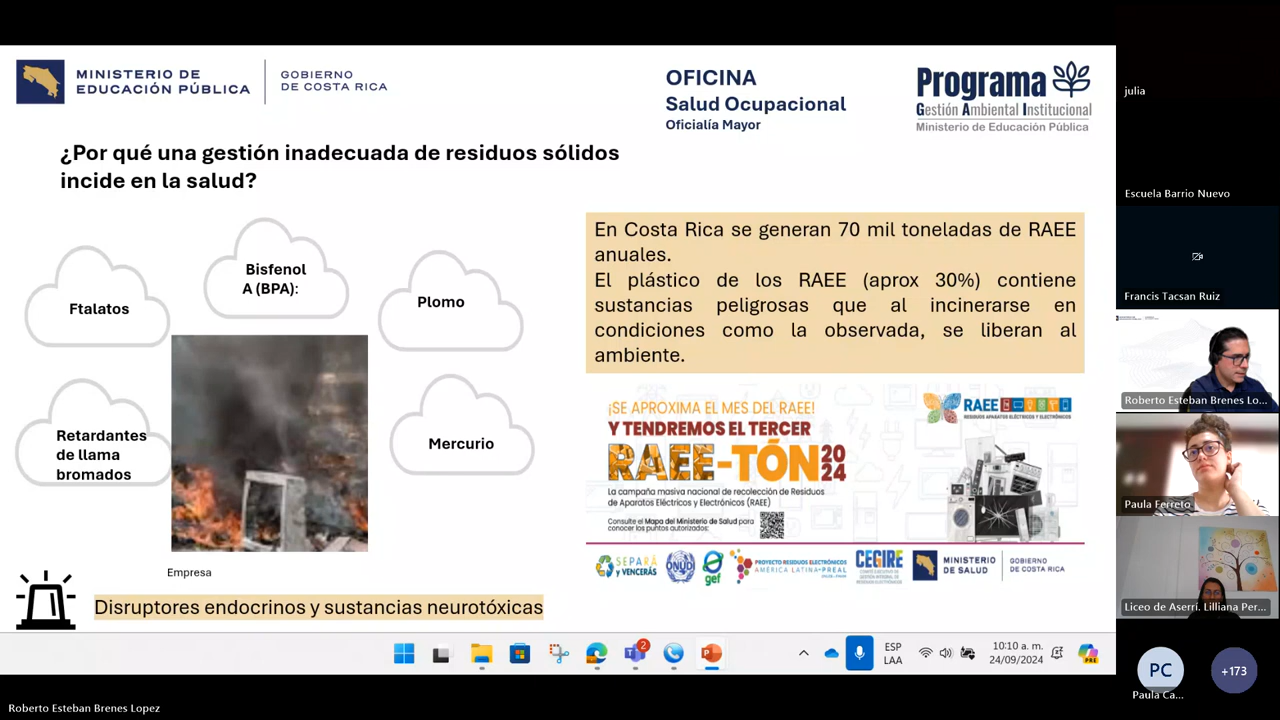 MINISTERIO DE
EDUCACIÓN PÚBLICA
GOBIERNO
DE COSTA RICA
OFICINA
Salud Ocupacional
Oficialía Mayor
Programa
Gestión Ambiental Institucional
Ministerio de Educación Pública
¿Por qué una gestión inadecuada de residuos sólidos
incide en la salud?
Ftalatos
Bisfenol
A (BPA):
Plomo
Retardantes
de llama
bromados
Mercurio
Empresa
Disruptores endocrinos y sustancias neurotóxicas
En Costa Rica se generan 70 mil toneladas de RAEE
anuales.
El plástico de los RAEE (aprox 30%) contiene
sustancias peligrosas que al incinerarse en
condiciones como la observada, se liberan al
ambiente.
¡SE APROXIMA EL MES DEL RAEE!
Y TENDREMOS EL TERCER
RAEE-TÓN 2024
La campaña masiva nacional de recolección de Residuos
de Aparatos Eléctricos y Electrónicos (RAEE)
Consulte el Mapa del Ministerio de Salud para
conocer los puntos autorizados:
RAEE
RESIDUOS APARATOS ELÉCTRICOS Y ELECTRÓNICOS
SEPARÁ
Y VENCERÁS
ONUDI
gef
PROYECTO RESIDUOS ELECTRÓNICOS
AMÉRICA LATINA-PREAL
CEGIRE
MINISTERIO
DE SALUD
GOBIERNO
DE COSTA RICA
2
ESP
LAA
10:10 a. m.
24/09/2024
PRE
julia
Escuela Barrio Nuevo
Francis Tacsan Ruiz
Roberto Esteban Brenes Lo...
Paula Ferreto
Liceo de Aserrí. Lilliana Per...
PC
Paula Ca...
+173
Roberto Esteban Brenes Lopez